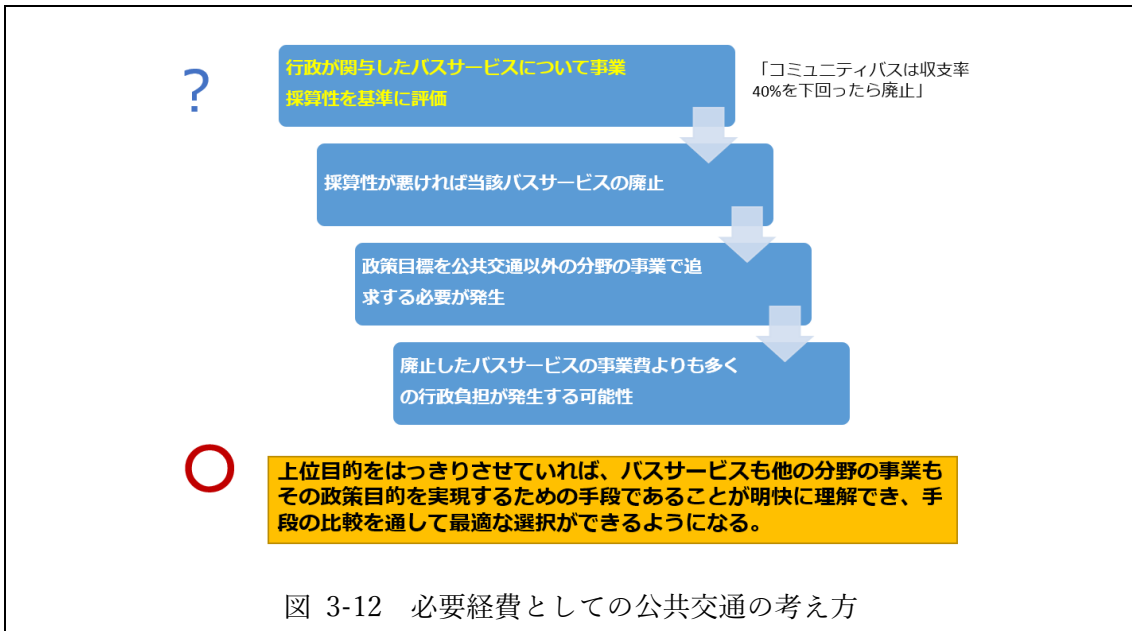 ?
行政が関与したバスサービスについて事業
採算性を基準に評価
「コミュニティバスは収支率
40%を下回ったら廃止」
採算性が悪ければ当該バスサービスの廃止
政策目標を公共交通以外の分野の事業で追
求する必要が発生
廃止したバスサービスの事業費よりも多く
の行政負担が発生する可能性
上位目的をはっきりさせていれば、バスサービスも他の分野の事業も
その政策目的を実現するための手段であることが明快に理解でき、手
段の比較を通して最適な選択ができるようになる。
図 3-12 必要経費としての公共交通の考え方